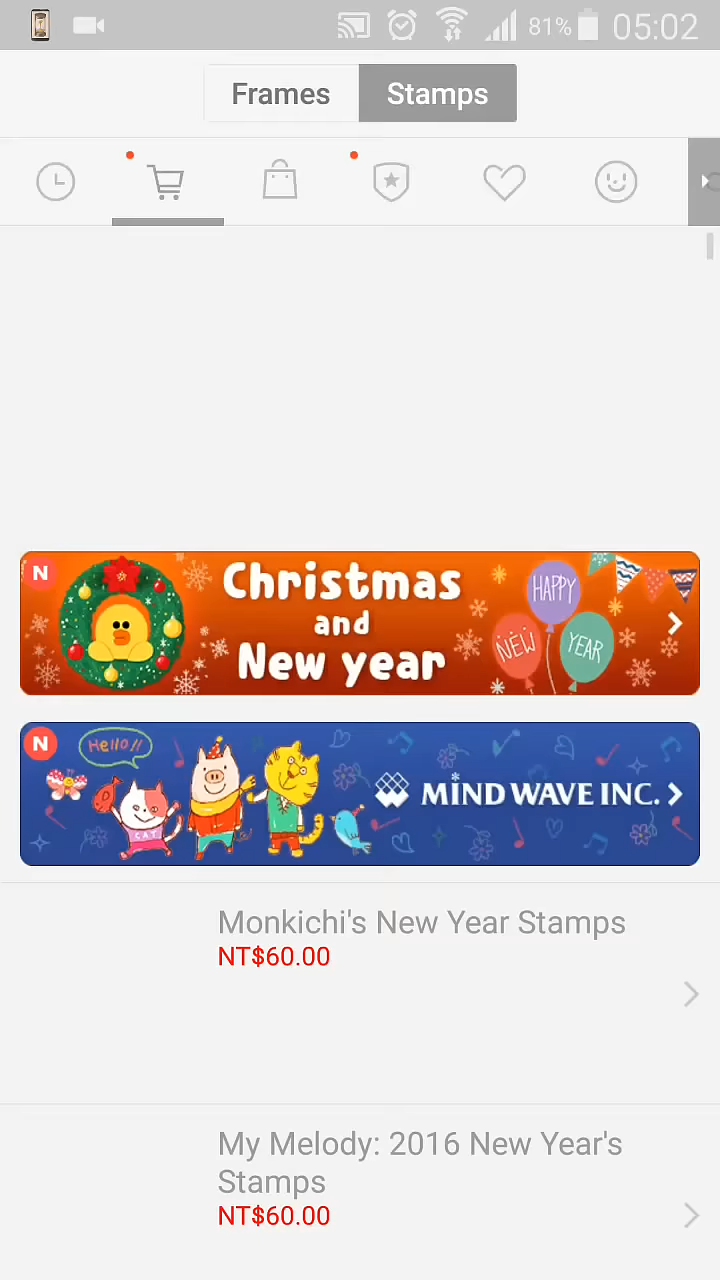 81% 05:02
Frames Stamps
N
Christmas
and
New year
HAPPY
NEW YEAR
N
Hello!!
CAT
MIND WAVE INC.
Monkichi's New Year Stamps
NT$60.00
My Melody: 2016 New Year's
Stamps
NT$60.00